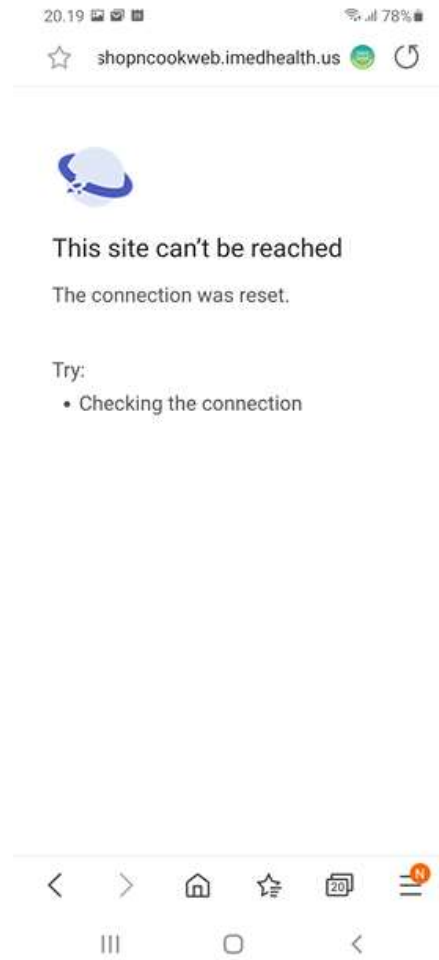 20.19 78%
shopncookweb.imedhealth.us
This site can't be reached
The connection was reset.
Try:
• Checking the connection
20
N